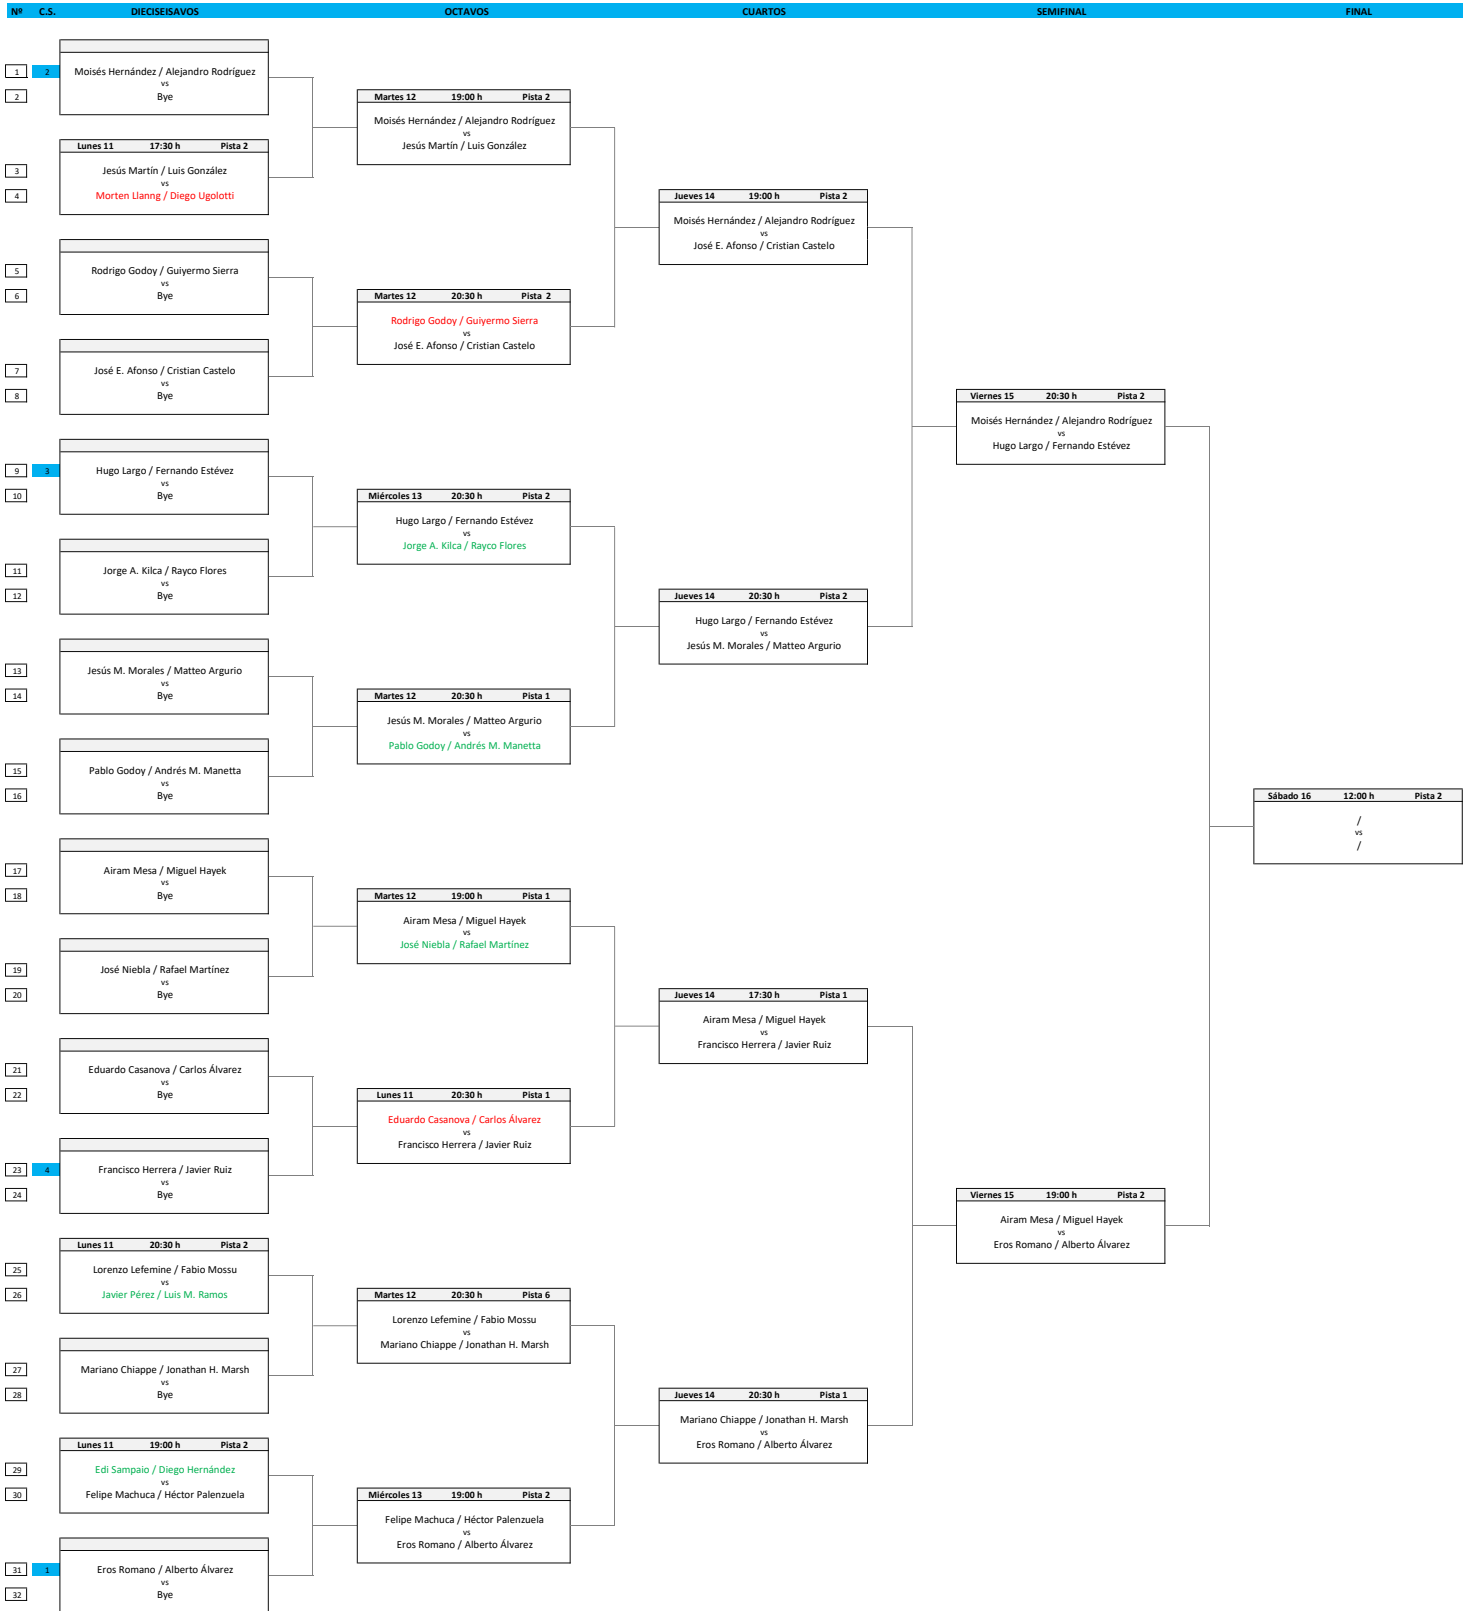 Nº C.S. DIECISEISAVOS OCTAVOS CUARTOS SEMIFINAL FINAL
1 2 Moisés Hernández / Alejandro Rodríguez
vs
2 Bye
Martes 12 19:00 h Pista 2
Moisés Hernández / Alejandro Rodríguez
vs
Jesús Martín / Luis González
Lunes 11 17:30 h Pista 2
3 Jesús Martín / Luis González
vs
4 Morten Llanng / Diego Ugolotti
Jueves 14 19:00 h Pista 2
Moisés Hernández / Alejandro Rodríguez
vs
José E. Afonso / Cristian Castelo
5 Rodrigo Godoy / Guiyermo Sierra
vs
6 Bye
Martes 12 20:30 h Pista 2
Rodrigo Godoy / Guiyermo Sierra
vs
José E. Afonso / Cristian Castelo
7 José E. Afonso / Cristian Castelo
vs
8 Bye
Viernes 15 20:30 h Pista 2
Moisés Hernández / Alejandro Rodríguez
vs
Hugo Largo / Fernando Estévez
9 3 Hugo Largo / Fernando Estévez
vs
10 Bye
Miércoles 13 20:30 h Pista 2
Hugo Largo / Fernando Estévez
vs
Jorge A. Kilca / Rayco Flores
11 Jorge A. Kilca / Rayco Flores
vs
12 Bye
Jueves 14 20:30 h Pista 2
Hugo Largo / Fernando Estévez
vs
Jesús M. Morales / Matteo Argurio
13 Jesús M. Morales / Matteo Argurio
vs
14 Bye
Martes 12 20:30 h Pista 1
Jesús M. Morales / Matteo Argurio
vs
Pablo Godoy / Andrés M. Manetta
15 Pablo Godoy / Andrés M. Manetta
vs
16 Bye
Sábado 16 12:00 h Pista 2
/
vs
/
17 Airam Mesa / Miguel Hayek
vs
18 Bye
Martes 12 19:00 h Pista 1
Airam Mesa / Miguel Hayek
vs
José Niebla / Rafael Martínez
19 José Niebla / Rafael Martínez
vs
20 Bye
Jueves 14 17:30 h Pista 1
Airam Mesa / Miguel Hayek
vs
Francisco Herrera / Javier Ruiz
21 Eduardo Casanova / Carlos Álvarez
vs
22 Bye
Lunes 11 20:30 h Pista 1
Eduardo Casanova / Carlos Álvarez
vs
Francisco Herrera / Javier Ruiz
23 4 Francisco Herrera / Javier Ruiz
vs
24 Bye
Viernes 15 19:00 h Pista 2
Airam Mesa / Miguel Hayek
vs
Eros Romano / Alberto Álvarez
Lunes 11 20:30 h Pista 2
25 Lorenzo Lefemine / Fabio Mossu
vs
26 Javier Pérez / Luis M. Ramos
Martes 12 20:30 h Pista 6
Lorenzo Lefemine / Fabio Mossu
vs
Mariano Chiappe / Jonathan H. Marsh
27 Mariano Chiappe / Jonathan H. Marsh
vs
28 Bye
Jueves 14 20:30 h Pista 1
Mariano Chiappe / Jonathan H. Marsh
vs
Eros Romano / Alberto Álvarez
Lunes 11 19:00 h Pista 2
29 Edi Sampaio / Diego Hernández
vs
30 Felipe Machuca / Héctor Palenzuela
Miércoles 13 19:00 h Pista 2
Felipe Machuca / Héctor Palenzuela
vs
Eros Romano / Alberto Álvarez
31 1 Eros Romano / Alberto Álvarez
vs
32 Bye